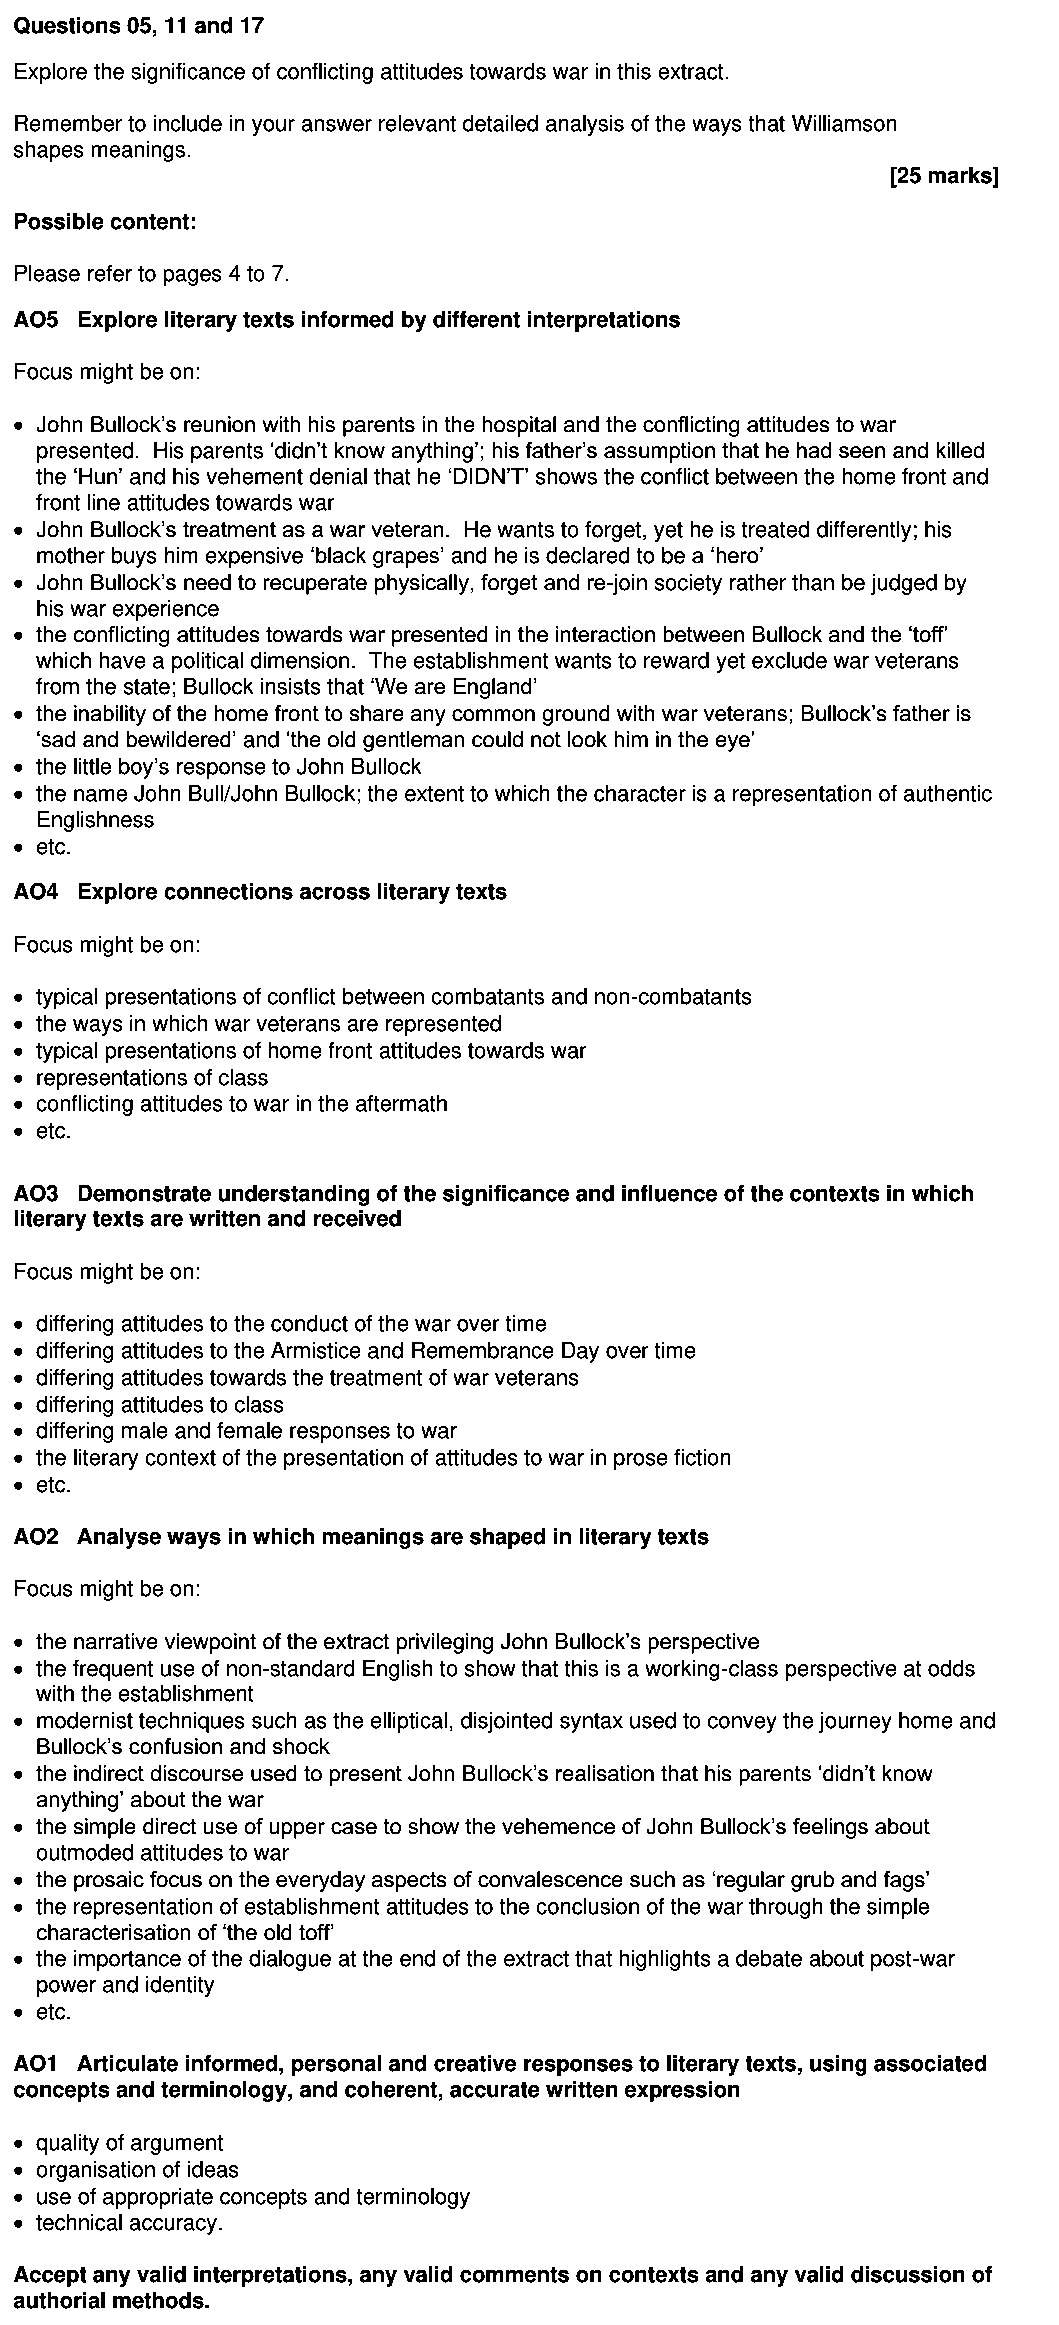 Questions 05, 11 and 17
Explore the significance of conflicting attitudes towards war in this extract.
Remember to include in your answer relevant detailed analysis of the ways that Williamson
shapes meanings.
[25 marks]
Possible content:
Please refer to pages 4 to 7.
AO5 Explore literary texts informed by different interpretations
Focus might be on:
• John Bullock's reunion with his parents in the hospital and the conflicting attitudes to war
presented. His parents 'didn't know anything'; his father's assumption that he had seen and killed
the 'Hun' and his vehement denial that he 'DIDN'T' shows the conflict between the home front and
front line attitudes towards war
• John Bullock's treatment as a war veteran. He wants to forget, yet he is treated differently; his
mother buys him expensive 'black grapes' and he is declared to be a 'hero'
• John Bullock's need to recuperate physically, forget and re-join society rather than be judged by
his war experience
• the conflicting attitudes towards war presented in the interaction between Bullock and the 'toff'
which have a political dimension. The establishment wants to reward yet exclude war veterans
from the state; Bullock insists that 'We are England'
• the inability of the home front to share any common ground with war veterans; Bullock's father is
'sad and bewildered' and 'the old gentleman could not look him in the eye'
• the little boy's response to John Bullock
• the name John Bull/John Bullock; the extent to which the character is a representation of authentic
Englishness
• etc.
AO4 Explore connections across literary texts
Focus might be on:
• typical presentations of conflict between combatants and non-combatants
• the ways in which war veterans are represented
• typical presentations of home front attitudes towards war
• representations of class
• conflicting attitudes to war in the aftermath
• etc.
AO3 Demonstrate understanding of the significance and influence of the contexts in which
literary texts are written and received
Focus might be on:
• differing attitudes to the conduct of the war over time
• differing attitudes to the Armistice and Remembrance Day over time
• differing attitudes towards the treatment of war veterans
• differing attitudes to class
• differing male and female responses to war
• the literary context of the presentation of attitudes to war in prose fiction
• etc.
AO2 Analyse ways in which meanings are shaped in literary texts
Focus might be on:
• the narrative viewpoint of the extract privileging John Bullock's perspective
• the frequent use of non-standard English to show that this is a working-class perspective at odds
with the establishment
• modernist techniques such as the elliptical, disjointed syntax used to convey the journey home and
Bullock's confusion and shock
• the indirect discourse used to present John Bullock's realisation that his parents 'didn't know
anything' about the war
• the simple direct use of upper case to show the vehemence of John Bullock's feelings about
outmoded attitudes to war
• the prosaic focus on the everyday aspects of convalescence such as 'regular grub and fags'
• the representation of establishment attitudes to the conclusion of the war through the simple
characterisation of 'the old toff'
• the importance of the dialogue at the end of the extract that highlights a debate about post-war
power and identity
• etc.
AO1 Articulate informed, personal and creative responses to literary texts, using associated
concepts and terminology, and coherent, accurate written expression
• quality of argument
• organisation of ideas
• use of appropriate concepts and terminology
• technical accuracy.
Accept any valid interpretations, any valid comments on contexts and any valid discussion of
authorial methods.